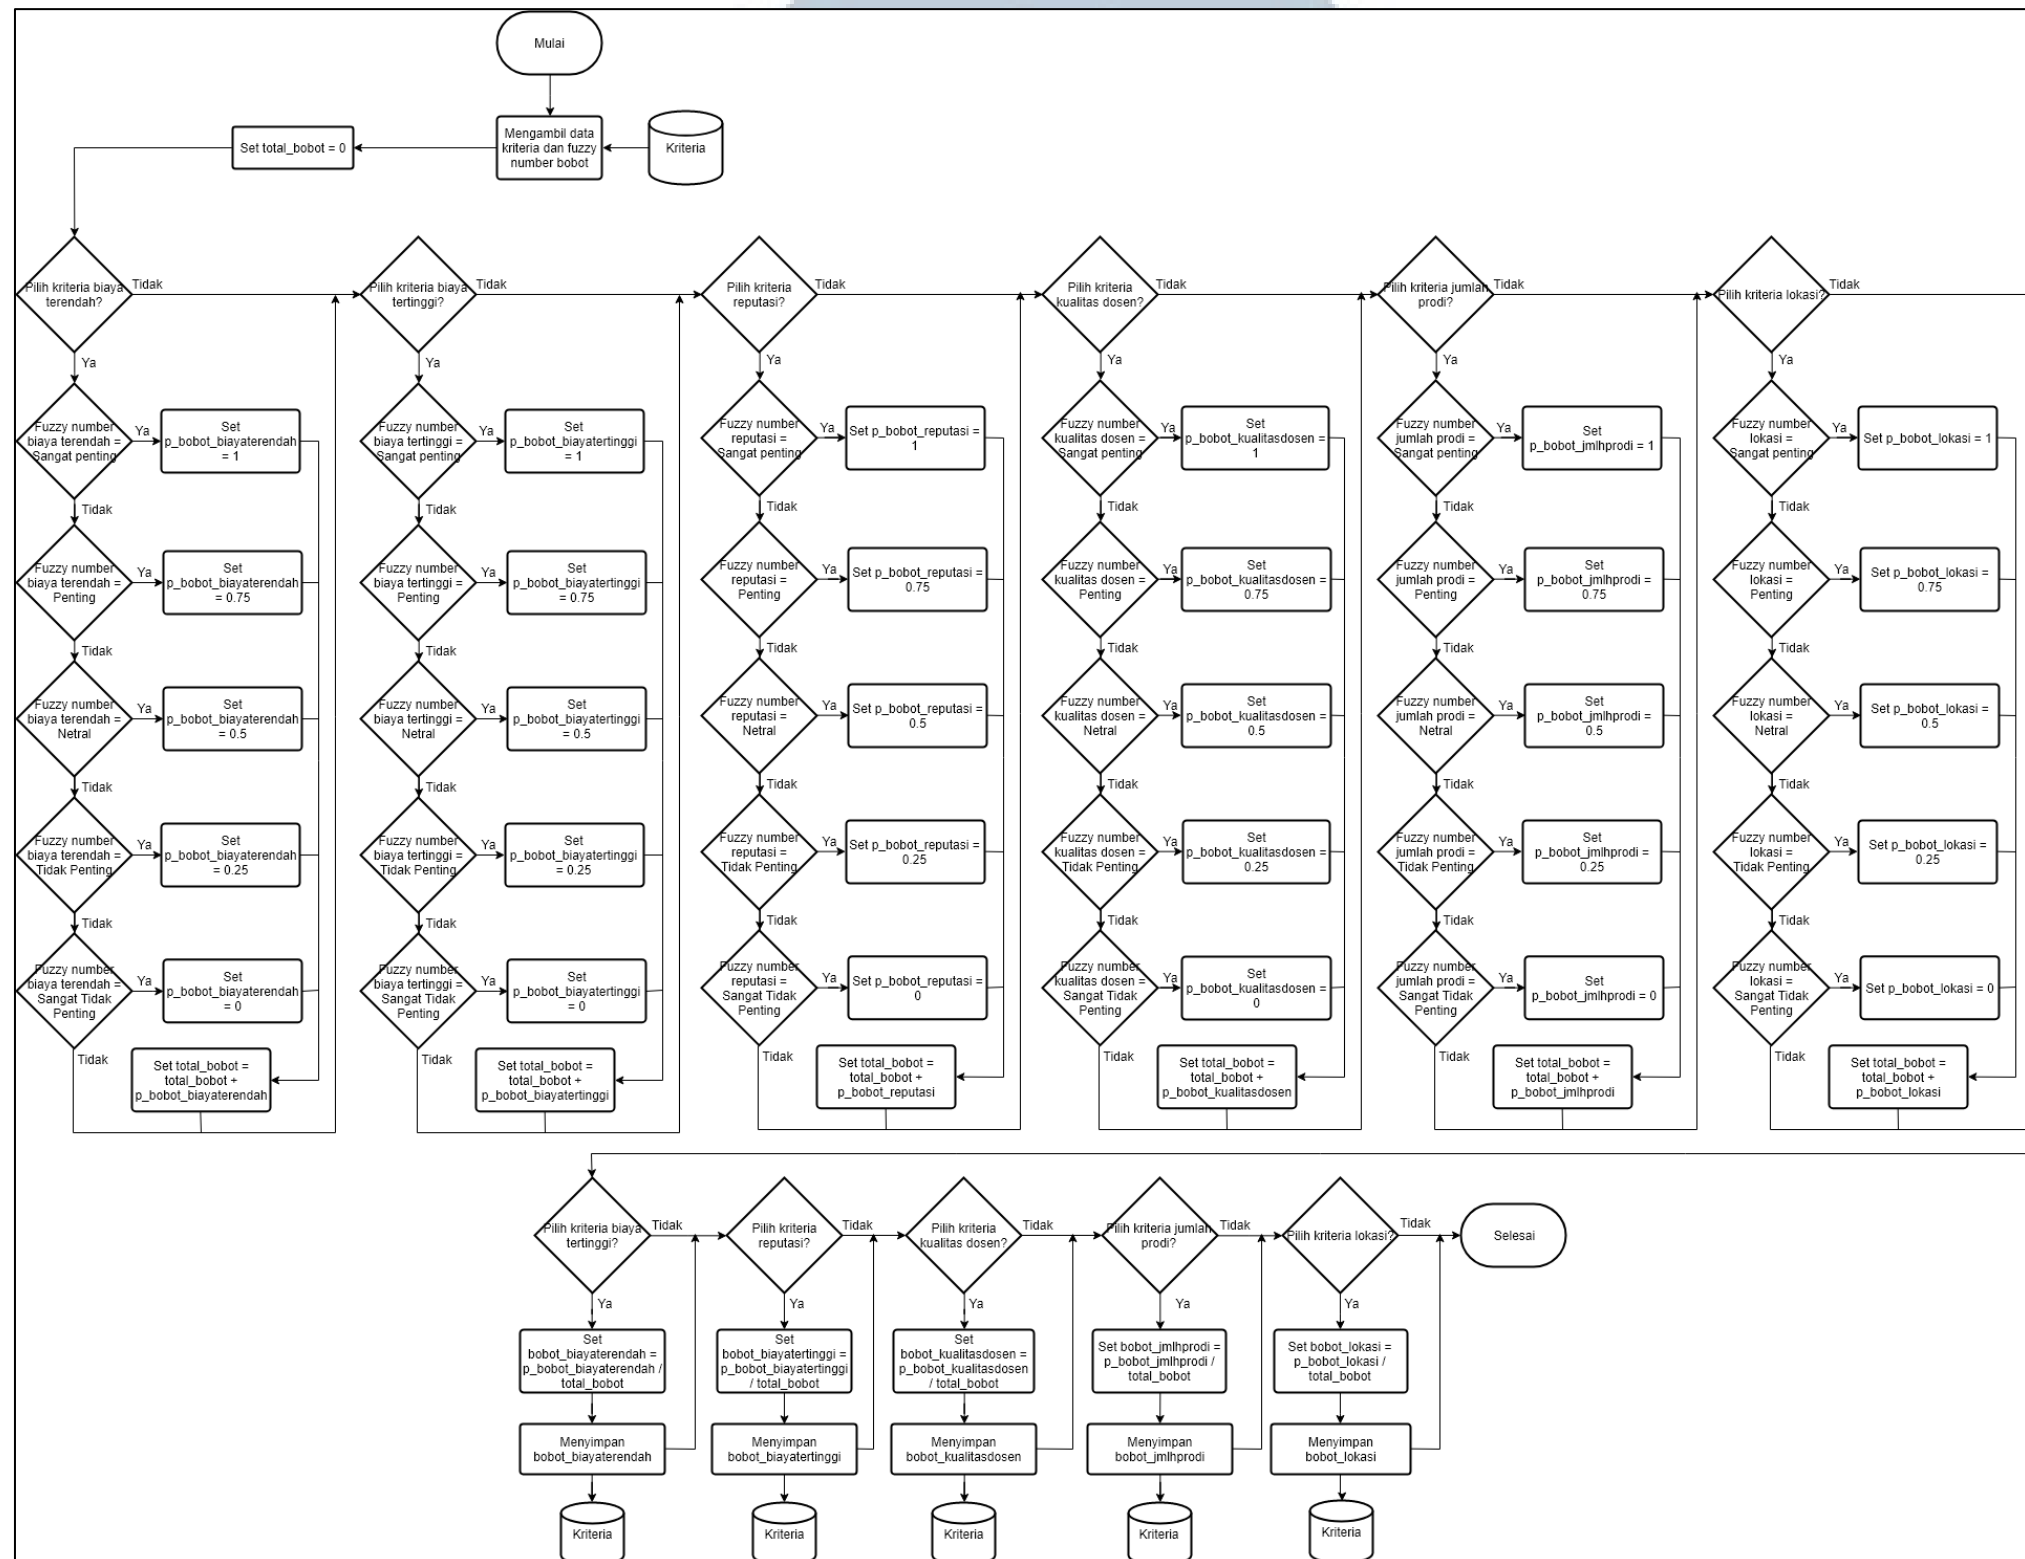 Mulai
Mengambil data
kriteria dan fuzzy
number bobot
Kriteria
Set total_bobot = 0
Pilih kriteria biaya
terendah?
Tidak
Ya
Fuzzy number
biaya terendah =
Sangat penting
Ya
Set
p_bobot_biayaterendah
= 1
Tidak
Fuzzy number
biaya terendah =
Penting
Ya
Set
p_bobot_biayaterendah
= 0.75
Tidak
Fuzzy number
biaya terendah =
Netral
Ya
Set
p_bobot_biayaterendah
= 0.5
Tidak
Fuzzy number
biaya terendah =
Tidak Penting
Ya
Set
p_bobot_biayaterendah
= 0.25
Tidak
Fuzzy number
biaya terendah =
Sangat Tidak
Penting
Ya
Set
p_bobot_biayaterendah
= 0
Tidak
Set total_bobot =
total_bobot +
p_bobot_biayaterendah
Pilih kriteria biaya
tertinggi?
Tidak
Ya
Fuzzy number
biaya tertinggi =
Sangat penting
Ya
Set
p_bobot_biayatertinggi
= 1
Tidak
Fuzzy number
biaya tertinggi =
Penting
Ya
Set
p_bobot_biayatertinggi
= 0.75
Tidak
Fuzzy number
biaya tertinggi =
Netral
Ya
Set
p_bobot_biayatertinggi
= 0.5
Tidak
Fuzzy number
biaya tertinggi =
Tidak Penting
Ya
Set
p_bobot_biayatertinggi
= 0.25
Tidak
Fuzzy number
biaya tertinggi =
Sangat Tidak
Penting
Ya
Set
p_bobot_biayatertinggi
= 0
Tidak
Set total_bobot =
total_bobot +
p_bobot_biayatertinggi
Pilih kriteria
reputasi?
Tidak
Ya
Fuzzy number
reputasi =
Sangat penting
Ya
Set p_bobot_reputasi =
1
Tidak
Fuzzy number
reputasi =
Penting
Ya
Set p_bobot_reputasi =
0.75
Tidak
Fuzzy number
reputasi =
Netral
Ya
Set p_bobot_reputasi =
0.5
Tidak
Fuzzy number
reputasi =
Tidak Penting
Ya
Set p_bobot_reputasi =
0.25
Tidak
Fuzzy number
reputasi =
Sangat Tidak
Penting
Ya
Set p_bobot_reputasi =
0
Tidak
Set total_bobot =
total_bobot +
p_bobot_reputasi
Pilih kriteria
kualitas dosen?
Tidak
Ya
Fuzzy number
kualitas dosen =
Sangat penting
Ya
Set
p_bobot_kualitasdosen =
1
Tidak
Fuzzy number
kualitas dosen =
Penting
Ya
Set
p_bobot_kualitasdosen =
0.75
Tidak
Fuzzy number
kualitas dosen =
Netral
Ya
Set
p_bobot_kualitasdosen =
0.5
Tidak
Fuzzy number
kualitas dosen =
Tidak Penting
Ya
Set
p_bobot_kualitasdosen =
0.25
Tidak
Fuzzy number
kualitas dosen =
Sangat Tidak
Penting
Ya
Set
p_bobot_kualitasdosen =
0
Tidak
Set total_bobot =
total_bobot +
p_bobot_kualitasdosen
Pilih kriteria jumlah
prodi?
Tidak
Ya
Fuzzy number
jumlah prodi =
Sangat penting
Ya
Set
p_bobot_jmlhprodi = 1
Tidak
Fuzzy number
jumlah prodi =
Penting
Ya
Set
p_bobot_jmlhprodi =
0.75
Tidak
Fuzzy number
jumlah prodi =
Netral
Ya
Set
p_bobot_jmlhprodi =
0.5
Tidak
Fuzzy number
jumlah prodi =
Tidak Penting
Ya
Set
p_bobot_jmlhprodi =
0.25
Tidak
Fuzzy number
jumlah prodi =
Sangat Tidak
Penting
Ya
Set
p_bobot_jmlhprodi = 0
Tidak
Set total_bobot =
total_bobot +
p_bobot_jmlhprodi
Pilih kriteria lokasi?
Tidak
Ya
Fuzzy number
lokasi =
Sangat penting
Ya
Set p_bobot_lokasi = 1
Tidak
Fuzzy number
lokasi =
Penting
Ya
Set p_bobot_lokasi =
0.75
Tidak
Fuzzy number
lokasi =
Netral
Ya
Set p_bobot_lokasi =
0.5
Tidak
Fuzzy number
lokasi =
Tidak Penting
Ya
Set p_bobot_lokasi =
0.25
Tidak
Fuzzy number
lokasi =
Sangat Tidak
Penting
Ya
Set p_bobot_lokasi = 0
Tidak
Set total_bobot =
total_bobot +
p_bobot_lokasi
Pilih kriteria biaya
tertinggi?
Tidak
Ya
Set
bobot_biayaterendah =
p_bobot_biayaterendah /
total_bobot
Menyimpan
bobot_biayaterendah
Kriteria
Pilih kriteria
reputasi?
Tidak
Ya
Set
bobot_biayatertinggi =
p_bobot_biayatertinggi
/ total_bobot
Menyimpan
bobot_biayatertinggi
Kriteria
Pilih kriteria
kualitas dosen?
Tidak
Ya
Set
bobot_kualitasdosen =
p_bobot_kualitasdosen
/ total_bobot
Menyimpan
bobot_kualitasdosen
Kriteria
Pilih kriteria jumlah
prodi?
Tidak
Ya
Set bobot_jmlhprodi =
p_bobot_jmlhprodi /
total_bobot
Menyimpan
bobot_jmlhprodi
Kriteria
Pilih kriteria lokasi?
Tidak
Ya
Set bobot_lokasi =
p_bobot_lokasi /
total_bobot
Menyimpan
bobot_lokasi
Kriteria
Selesai